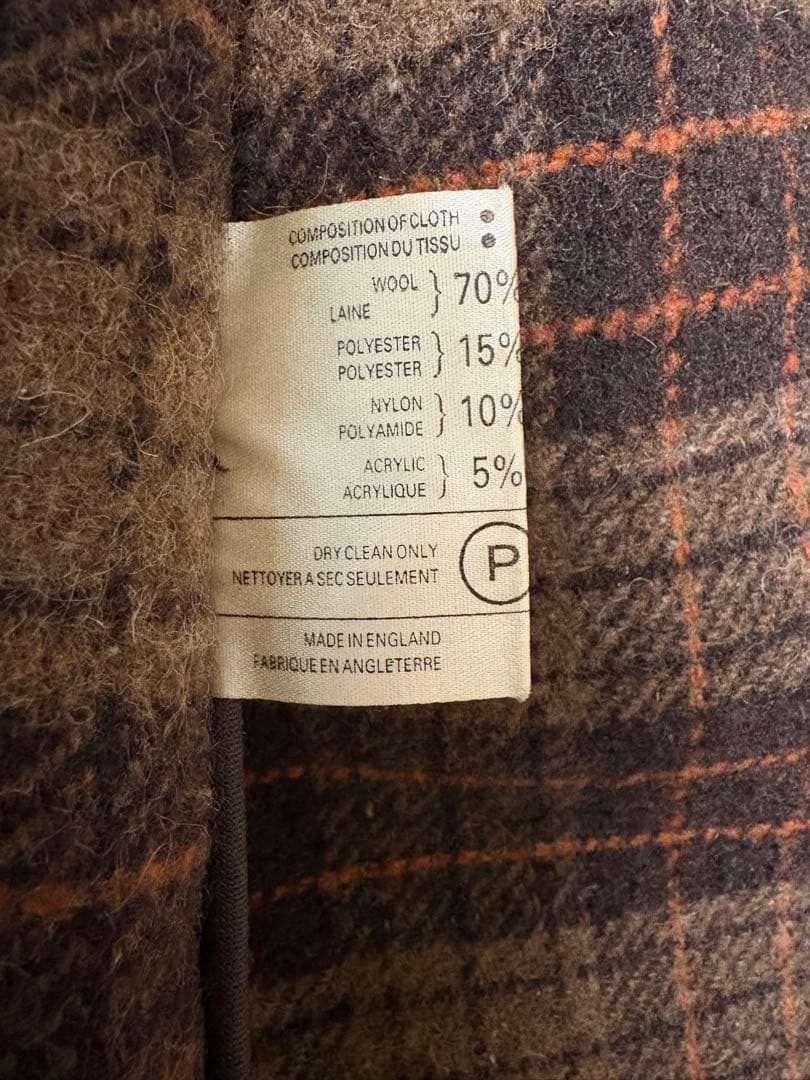 COMPOSITION OF CLOTH :
COMPOSITION DU TISSU
WOOL } 70%
LAINE
POLYESTER } 15%
POLYESTER
NYLON } 10%
POLYAMIDE
ACRYLIC } 5%
ACRYLIQUE
DRY CLEAN ONLY P
NETTOYER A SEC SEULEMENT
MADE IN ENGLAND
FABRIQUE EN ANGLETERRE